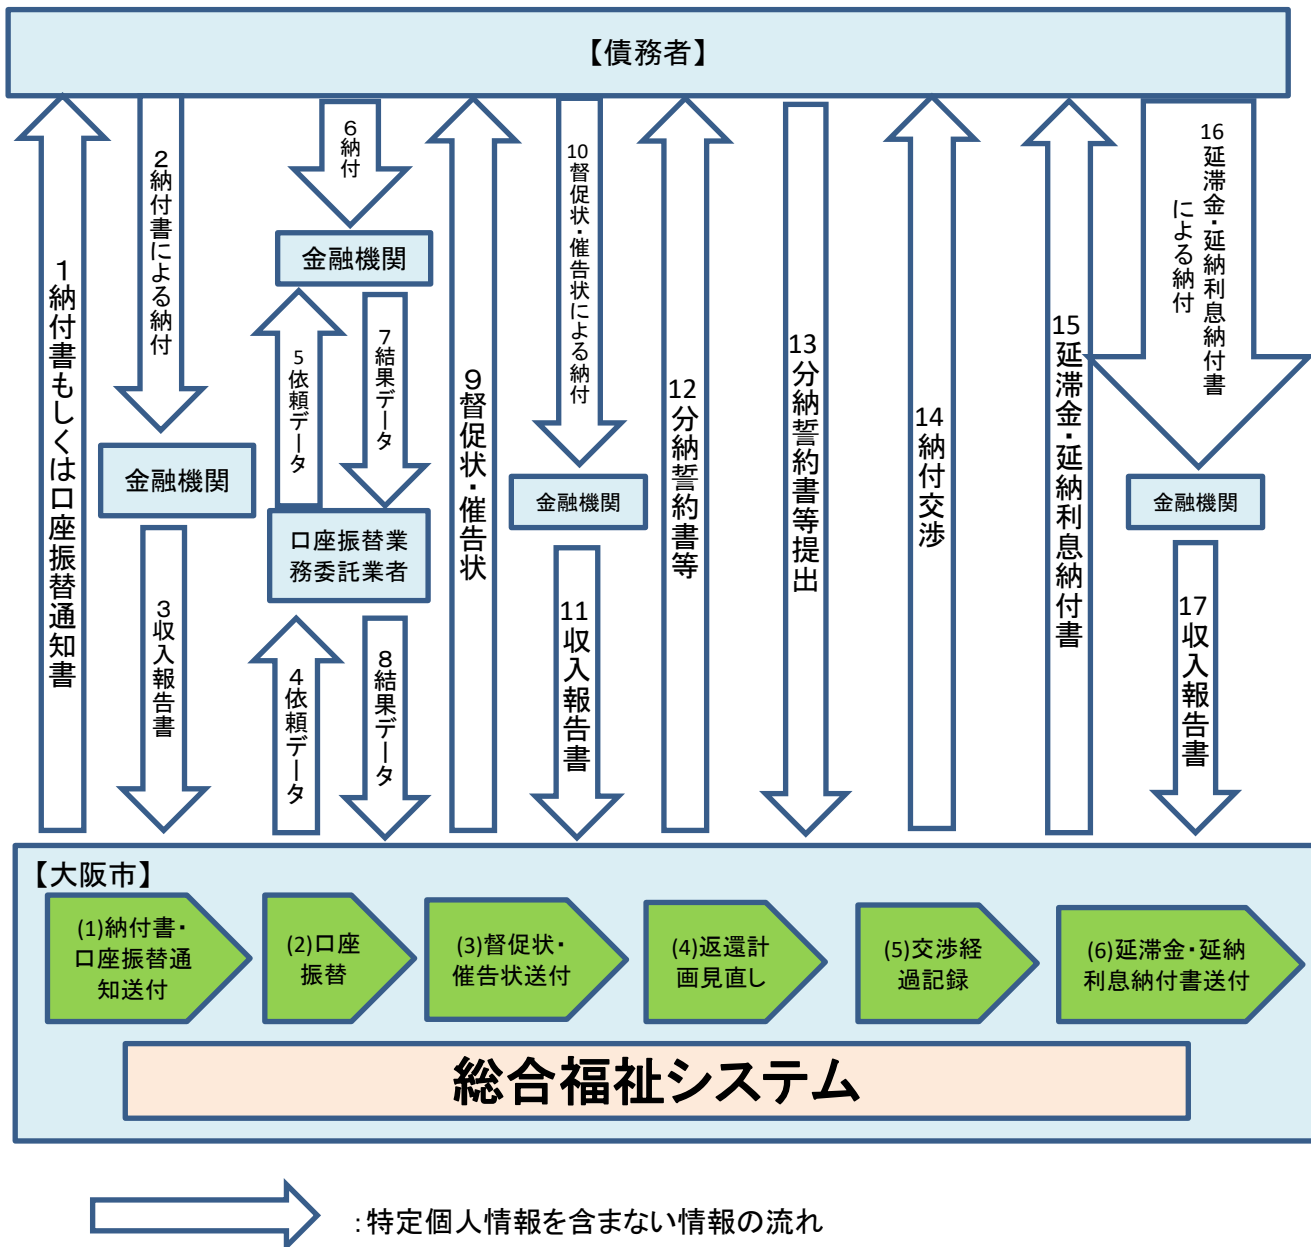 【債務者】
1納付書もしくは口座振替通知書
2納付書による納付
金融機関
3収入報告書
6納付
金融機関
5依頼データ
7結果データ
口座振替業
務委託業者
4依頼データ
8結果データ
9督促状・催告状
10督促状・催告状による納付
金融機関
11収入報告書
12分納誓約書等
13分納誓約書等提出
14納付交渉
15延滞金・延納利息納付書
16延滞金・延納利息納付書
による納付
金融機関
17収入報告書
【大阪市】
(1)納付書・
口座振替通
知送付
(2)口座
振替
(3)督促状・
催告状送付
(4)返還計
画見直し
(5)交渉経
過記録
(6)延滞金・延納
利息納付書送付
総合福祉システム
：特定個人情報を含まない情報の流れ